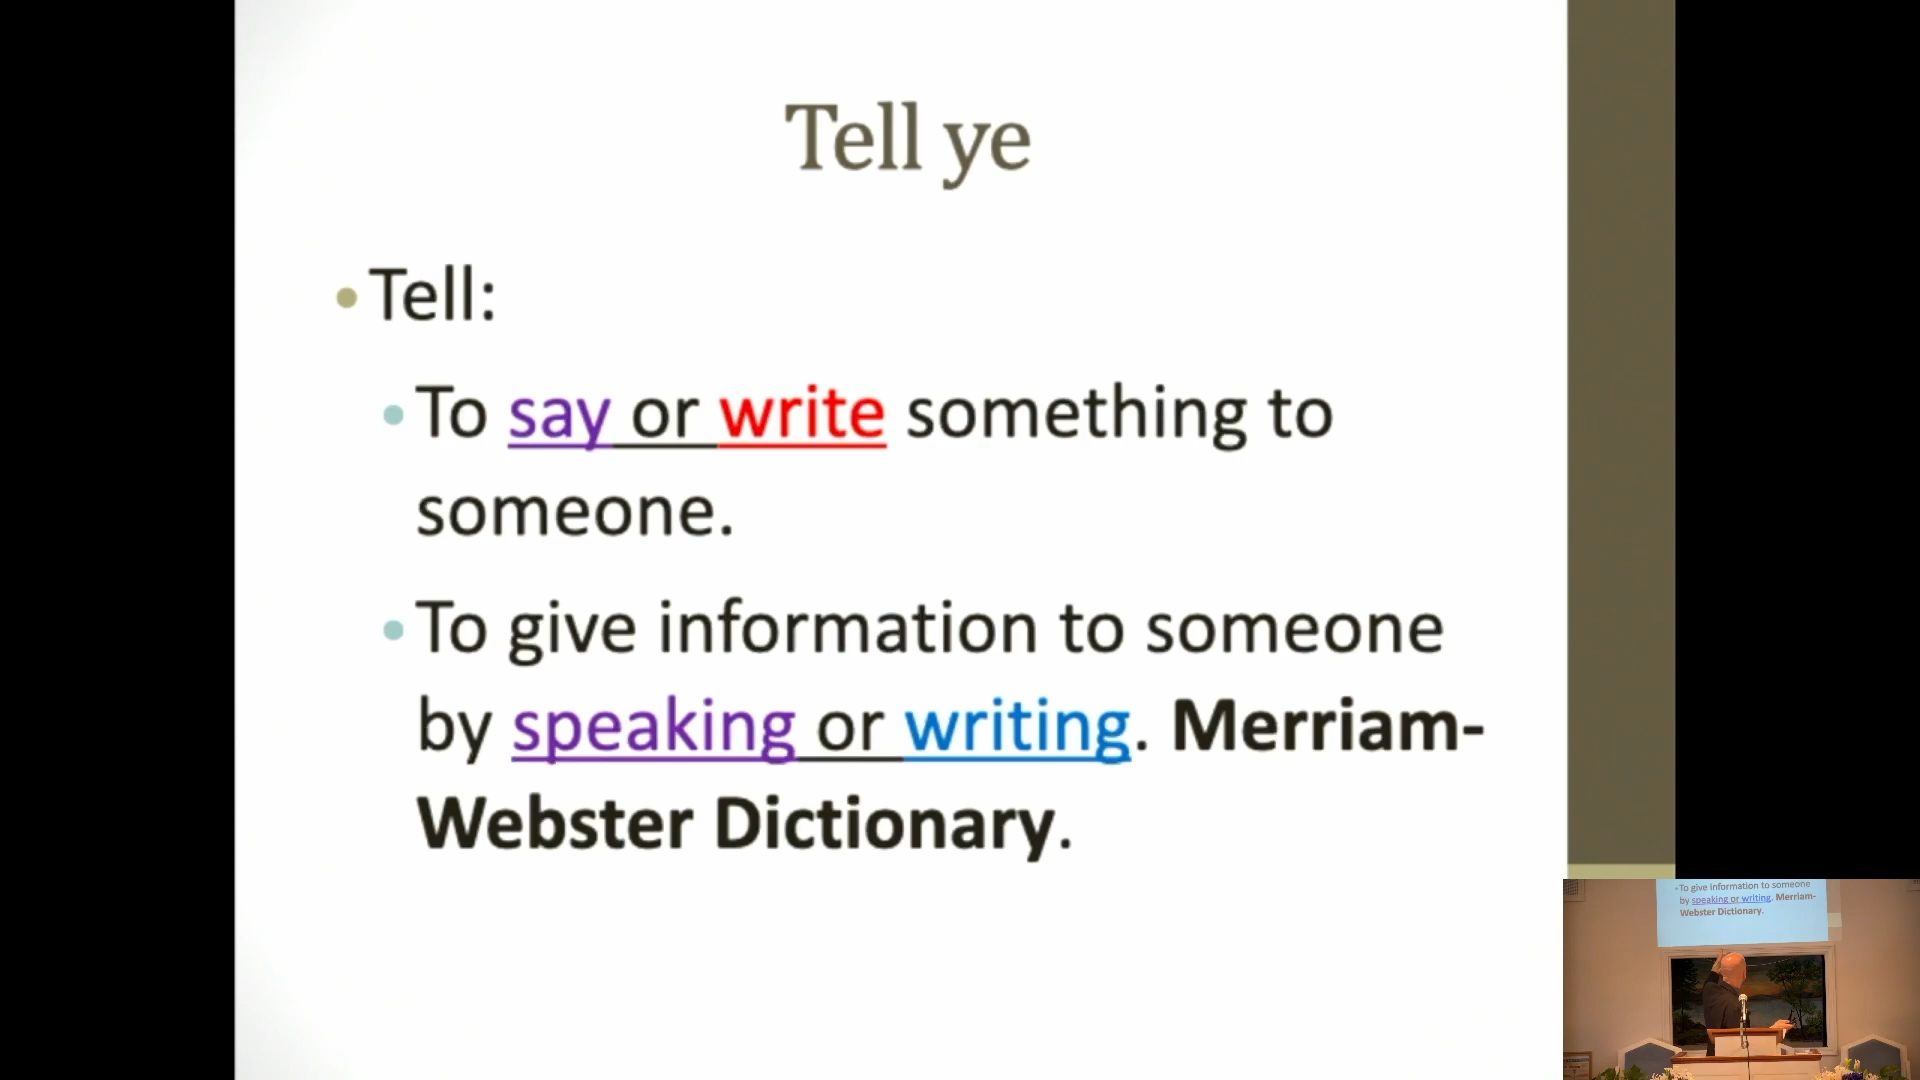 Tell ye
•Tell:
•To say or write something to
someone.
•To give information to someone
by speaking or writing. Merriam-
Webster Dictionary.
•To give information to someone
by speaking or writing. Merriam-
Webster Dictionary.